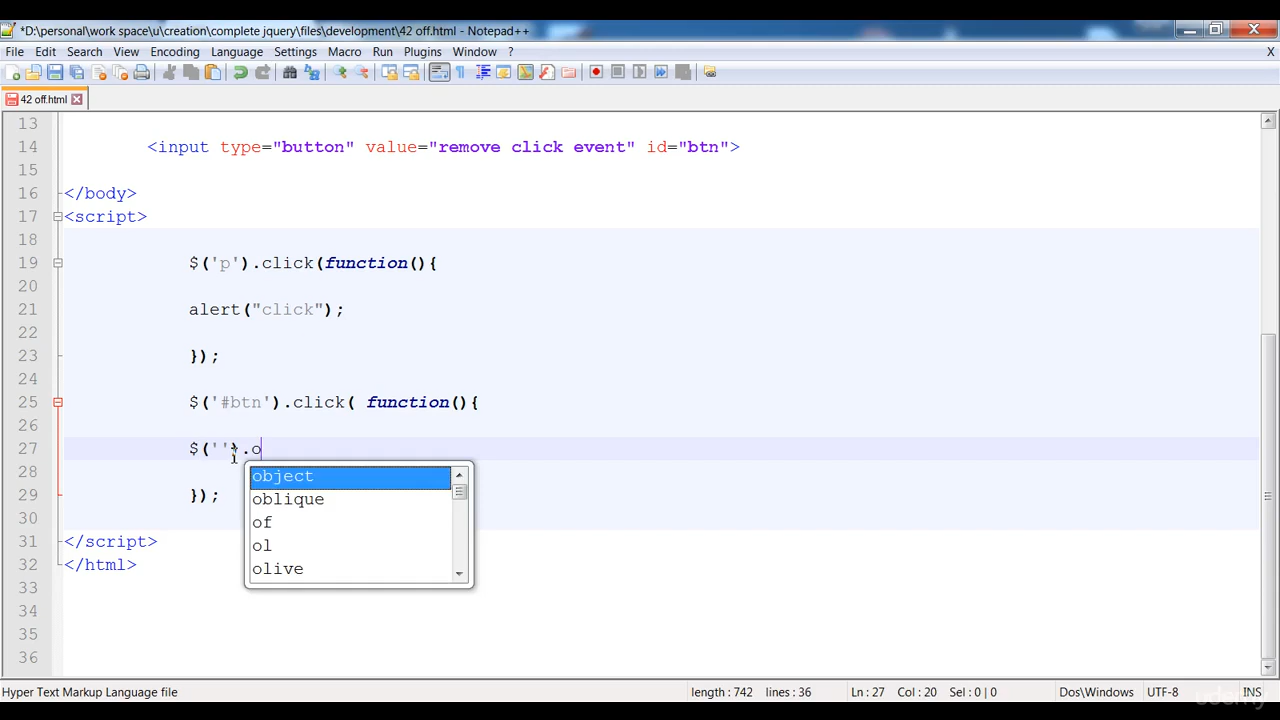 *D:\personal\work space\u\creation\complete jquery\files\development\42 off.html - Notepad++
File Edit Search View Encoding Language Settings Macro Run Plugins Window ?
X
42 off.html
13
14 <input type="button" value="remove click event" id="btn">
15
16 </body>
17 <script>
18
19 $('p').click(function(){
20
21 alert("click");
22
23 });
24
25 $('#btn').click( function(){
26
27 $('').o
28 object
oblique
29 });
of
30
31 </script>
ol
32 </html>
olive
33
34
35
36
Hyper Text Markup Language file length : 742 lines : 36 Ln : 27 Col : 20 Sel : 0 | 0 Dos\Windows UTF-8 INS
udemy